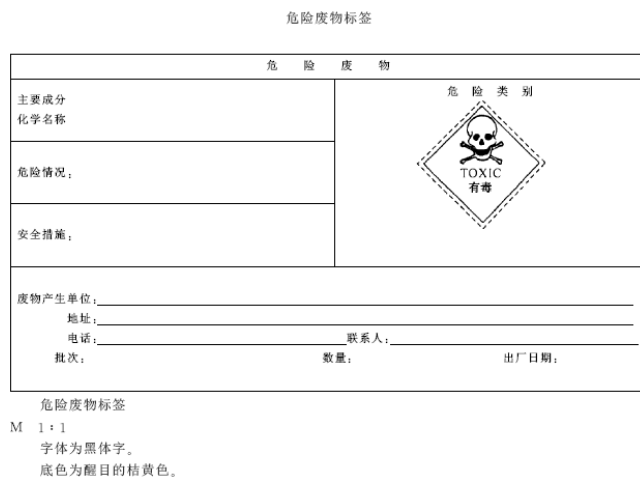 危险废物标签
危 险 废 物
主要成分
化学名称
危 险 类 别
TOXIC
有毒
危险情况：
安全措施：
废物产生单位：
地址：
电话： 联系人：
批次： 数量： 出厂日期：
危险废物标签
M 1：1
字体为黑体字。
底色为醒目的桔黄色。